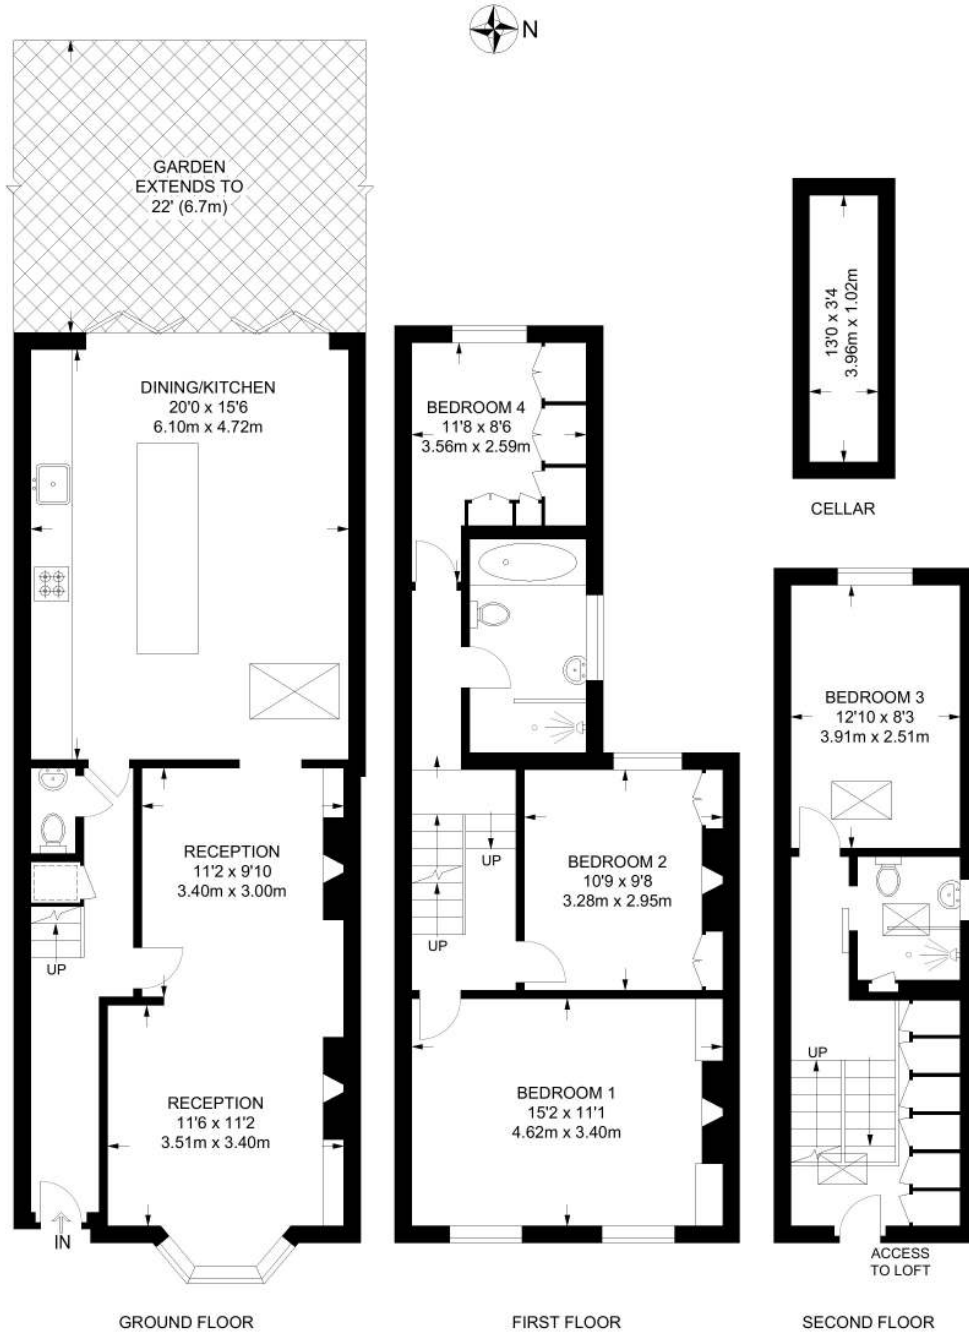 N
GARDEN
EXTENDS TO
22' (6.7m)
DINING/KITCHEN
20'0 x 15'6
6.10m x 4.72m
RECEPTION
11'2 x 9'10
3.40m x 3.00m
UP
RECEPTION
11'6 x 11'2
3.51m x 3.40m
IN
GROUND FLOOR
BEDROOM 4
11'8 x 8'6
3.56m x 2.59m
UP
BEDROOM 2
10'9 x 9'8
3.28m x 2.95m
UP
BEDROOM 1
15'2 x 11'1
4.62m x 3.40m
FIRST FLOOR
13'0 x 3'4
3.96m x 1.02m
CELLAR
BEDROOM 3
12'10 x 8'3
3.91m x 2.51m
UP
ACCESS
TO LOFT
SECOND FLOOR